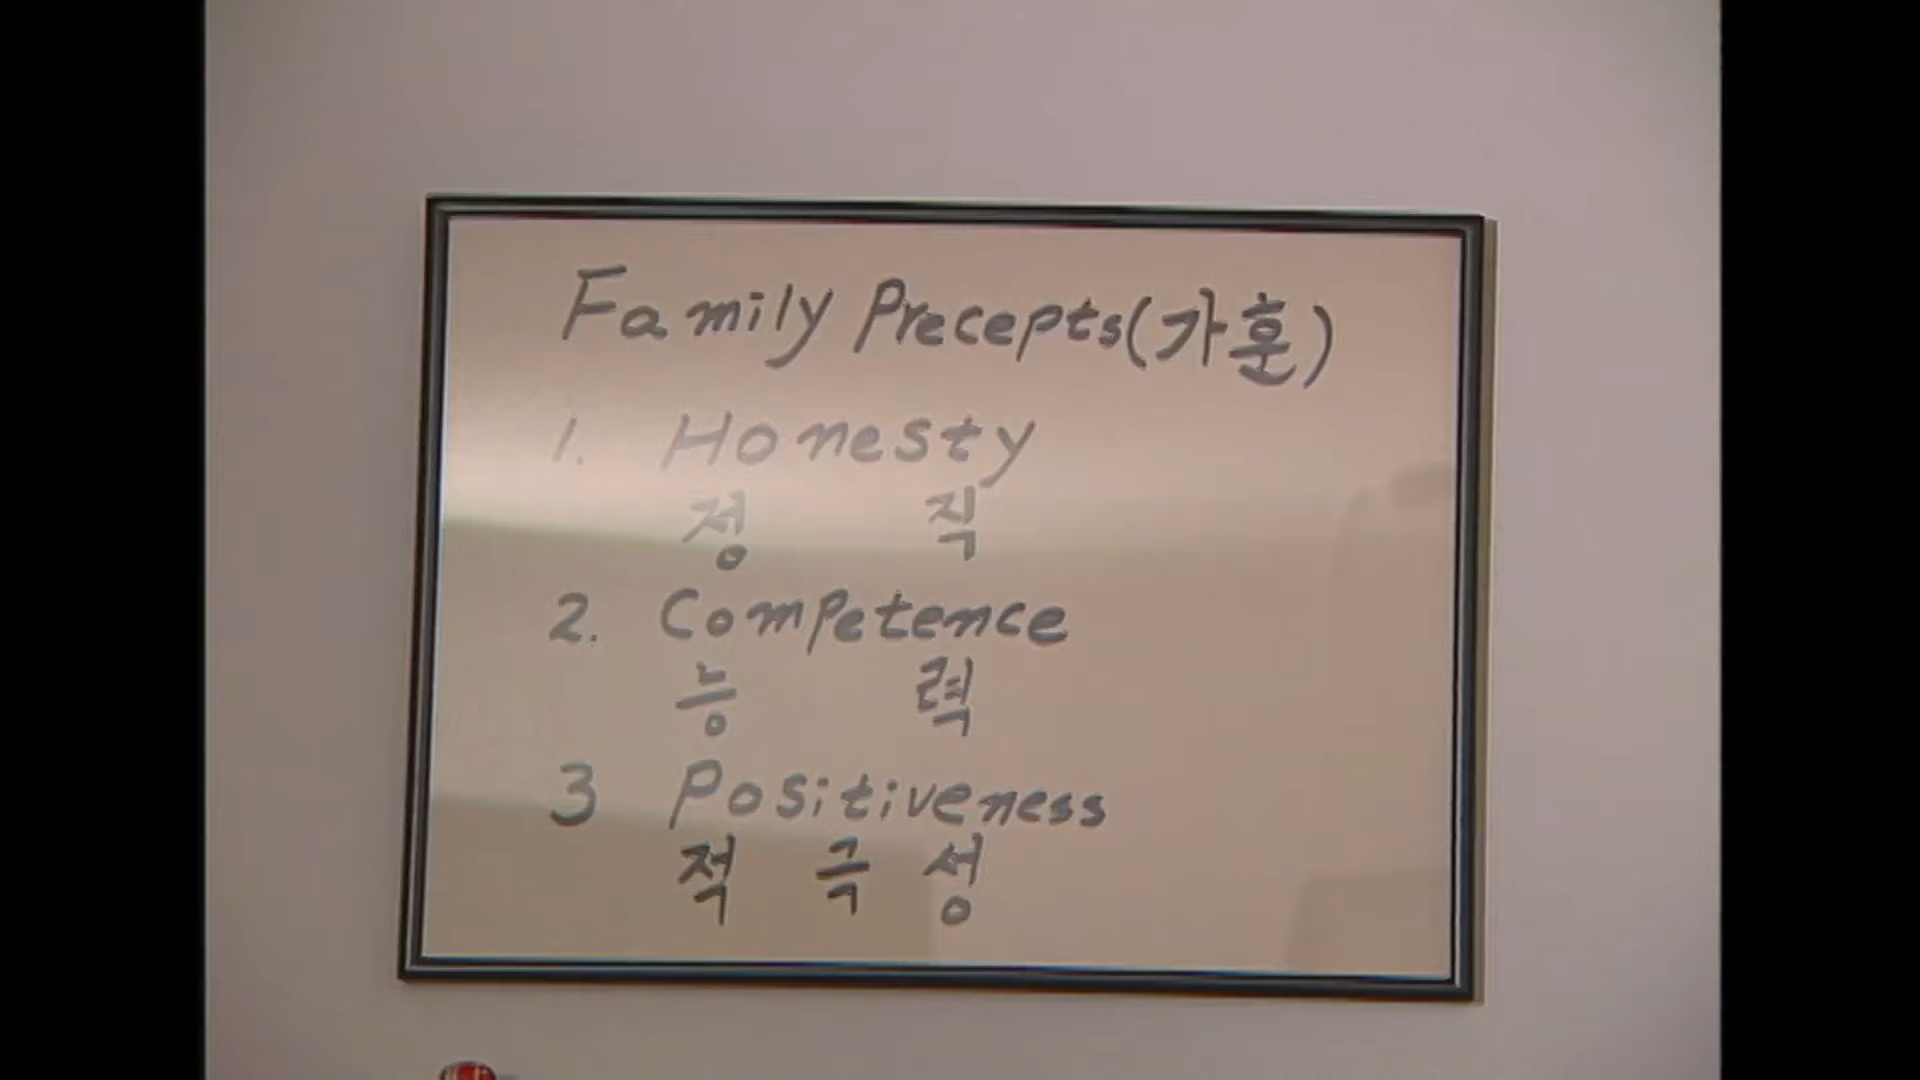 Family Precepts(가훈)
1. Honesty
정 직
2. Competence
능 력
3 Positiveness
적 극 성